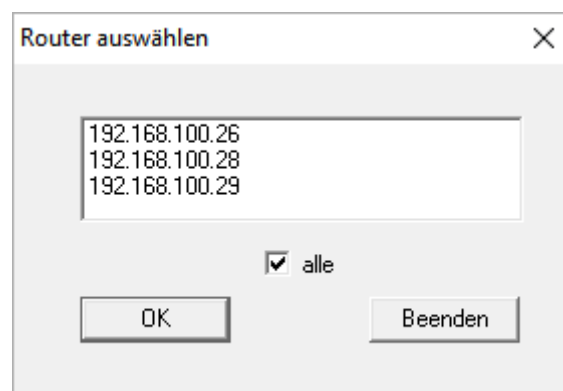 Router auswählen
192.168.100.26
192.168.100.28
192.168.100.29
alle
OK
Beenden